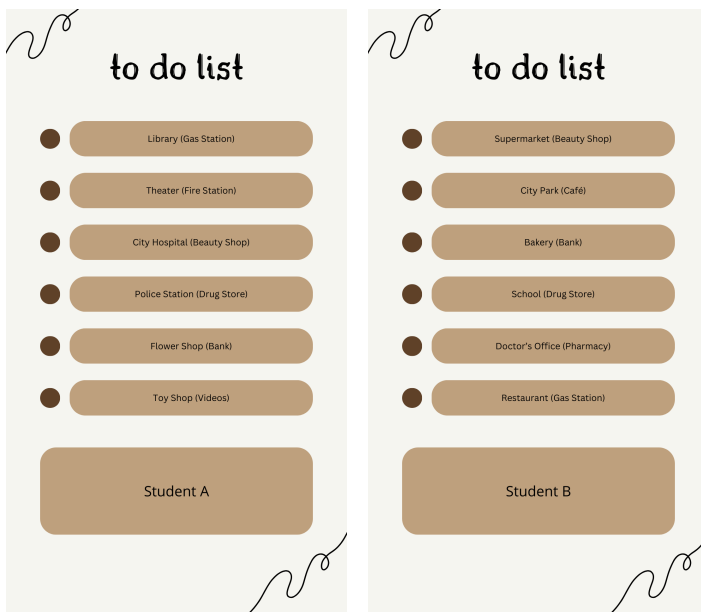 to do list
Library (Gas Station)
Theater (Fire Station)
City Hospital (Beauty Shop)
Police Station (Drug Store)
Flower Shop (Bank)
Toy Shop (Videos)
Student A
to do list
Supermarket (Beauty Shop)
City Park (Café)
Bakery (Bank)
School (Drug Store)
Doctor's Office (Pharmacy)
Restaurant (Gas Station)
Student B